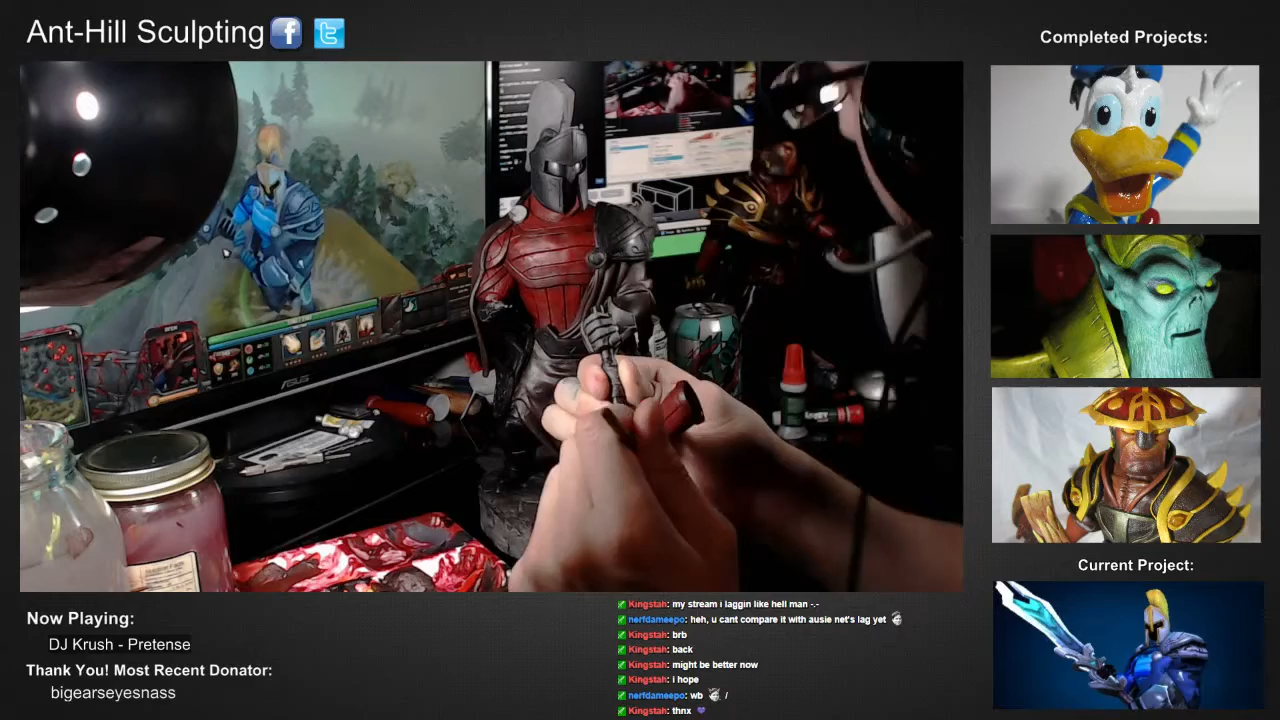 Ant-Hill Sculpting
Completed Projects:
ASUS
Current Project:
Now Playing:
DJ Krush - Pretense
Thank You! Most Recent Donator:
bigearseyesnass
Kingstah: my stream i laggin like hell man -.-
nerfdameepo: heh, u cant compare it with ausie net's lag yet
Kingstah: brb
Kingstah: back
Kingstah: might be better now
Kingstah: i hope
nerfdameepo: wb /
Kingstah: thnx